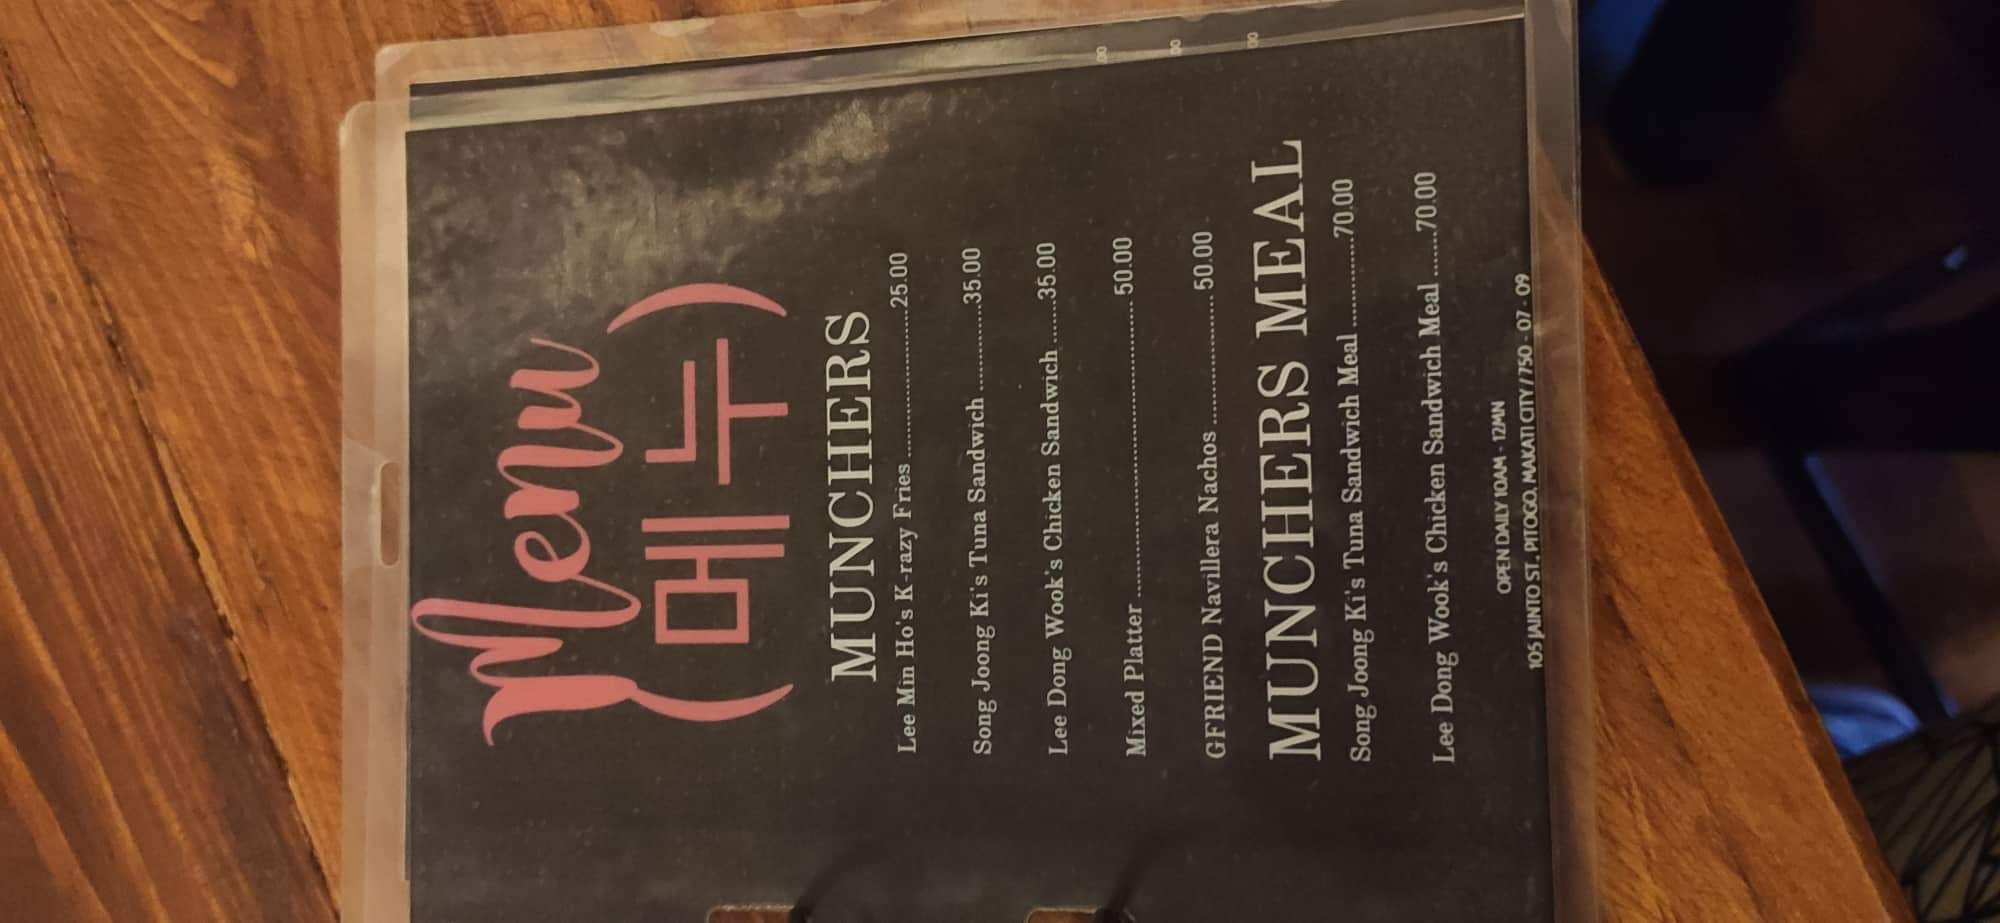 Menu
(메뉴)
MUNCHERS
Lee Min Ho's K-razy Fries ........................25.00
Song Joong Ki's Tuna Sandwich .............35.00
Lee Dong Wook's Chicken Sandwich ......35.00
Mixed Platter ................................................ 50.00
GFRIEND Navillera Nachos ..................... 50.00
MUNCHERS MEAL
Song Joong Ki's Tuna Sandwich Meal ..............70.00
Lee Dong Wook's Chicken Sandwich Meal .......70.00
OPEN DAILY 10AM - 12MN
105 JAINTO ST., PITOGO, MAKATI CITY / 750 - 07 - 09